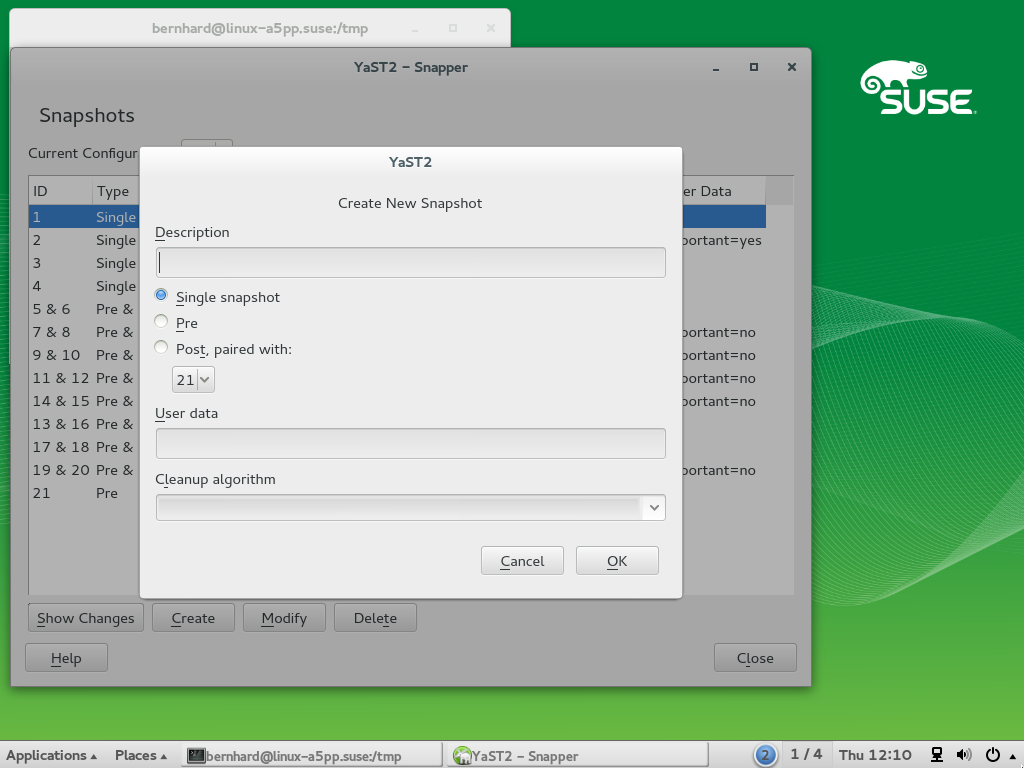 bernhard@linux-a5pp.suse:/tmp
YaST2 - Snapper
SUSE
Snapshots
Current Configur
YaST2
Create New Snapshot
Description
Single snapshot
Pre
Post, paired with:
21
User data
Cleanup algorithm
Cancel OK
ID Type er Data
1 Single
2 Single portant=yes
3 Single
4 Single
5 & 6 Pre &
7 & 8 Pre & portant=no
9 & 10 Pre & portant=no
11 & 12 Pre & portant=no
14 & 15 Pre & portant=no
13 & 16 Pre &
17 & 18 Pre &
19 & 20 Pre & portant=no
21 Pre
Show Changes Create Modify Delete
Help Close
Applications Places bernhard@linux-a5pp.suse:/tmp YaST2 - Snapper 2 1 / 4 Thu 12:10